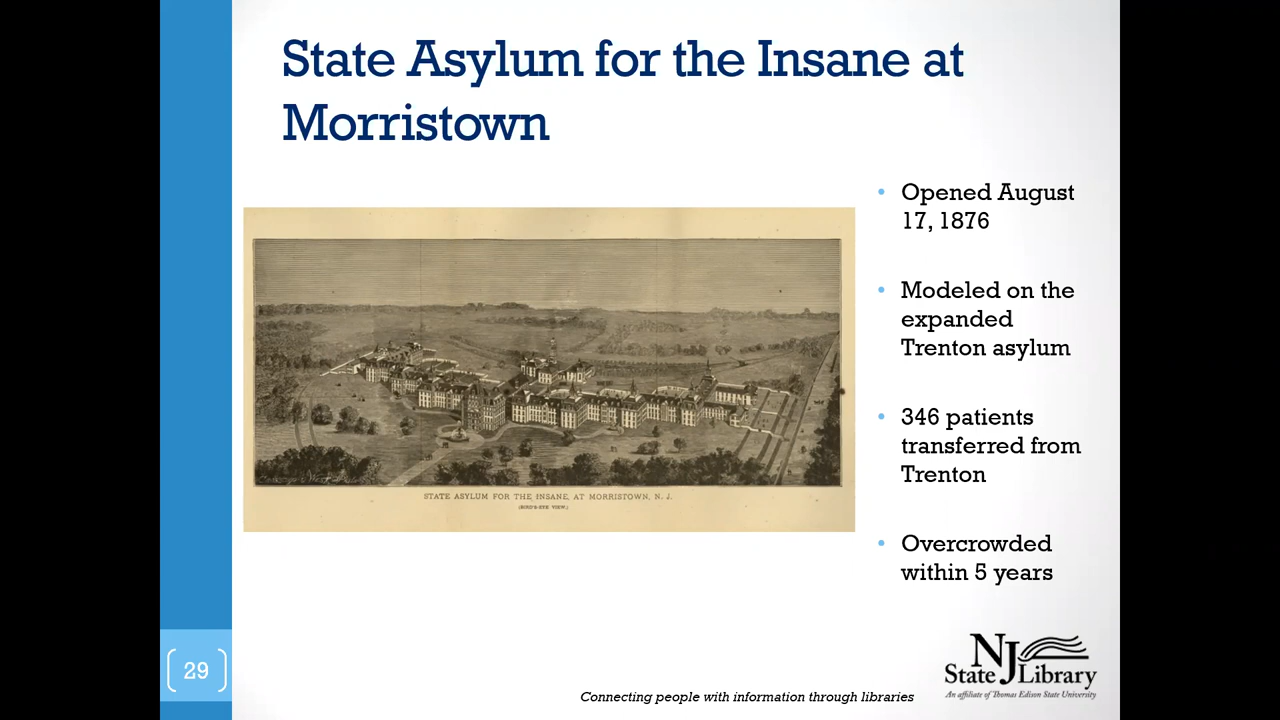 State Asylum for the Insane at
Morristown
STATE ASYLUM FOR THE INSANE, AT MORRISTOWN, N. J.
(BIRD'S-EYE VIEW.)
• Opened August
17, 1876
• Modeled on the
expanded
Trenton asylum
• 346 patients
transferred from
Trenton
• Overcrowded
within 5 years
29
Connecting people with information through libraries
NJ
State Library
An affiliate of Thomas Edison State University